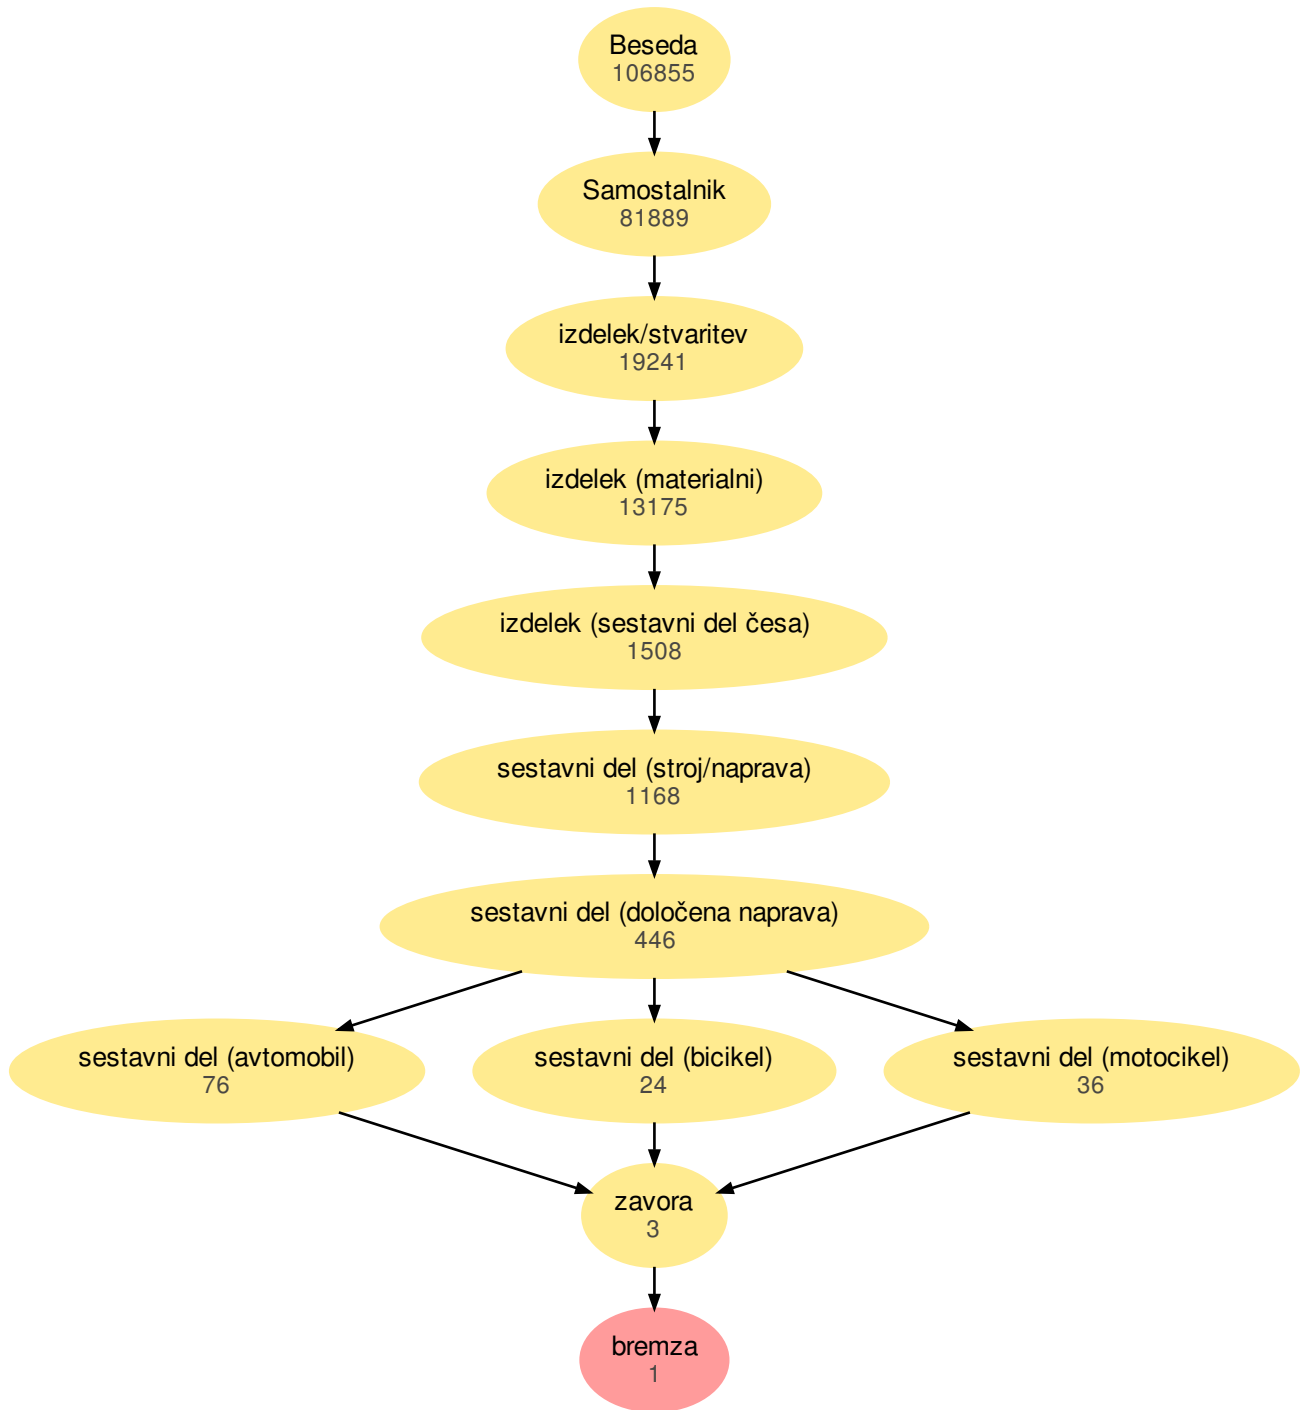 Beseda
106855
Samostalnik
81889
izdelek/stvaritev
19241
izdelek (materialni)
13175
izdelek (sestavni del česa)
1508
sestavni del (stroj/naprava)
1168
sestavni del (določena naprava)
446
sestavni del (avtomobil)
76
sestavni del (bicikel)
24
sestavni del (motocikel)
36
zavora
3
bremza
1